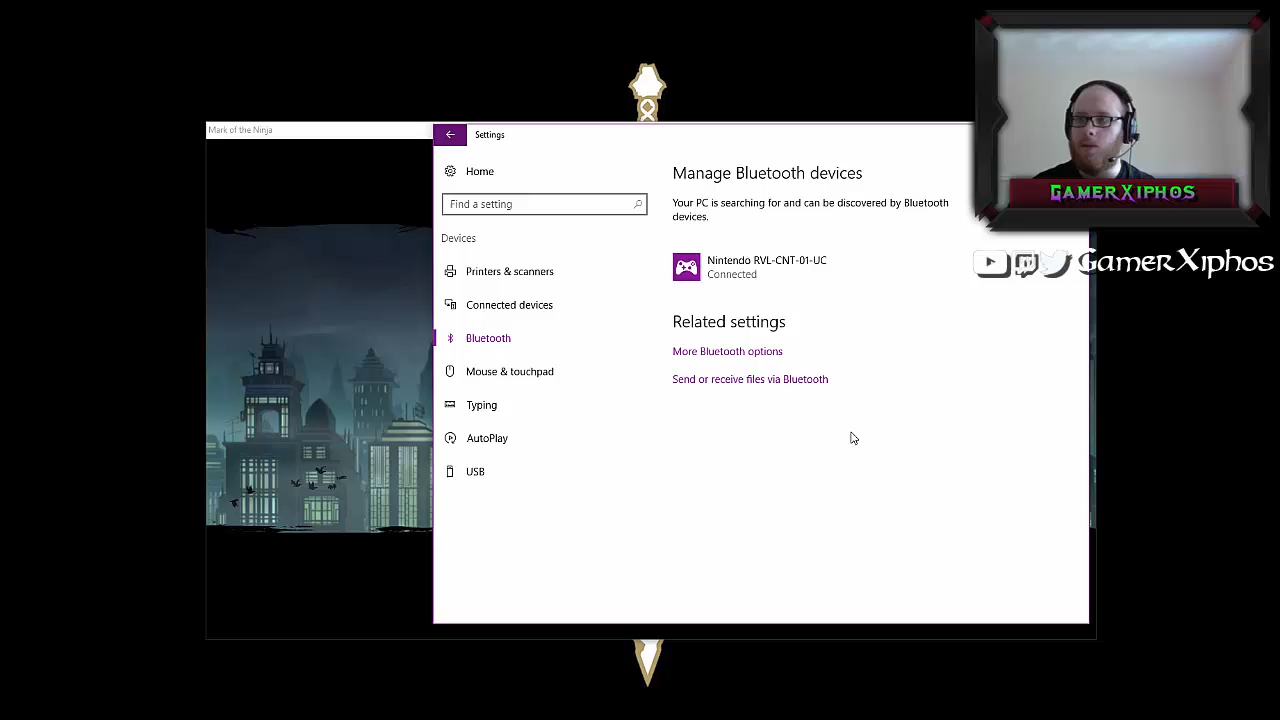 Mark of the Ninja
Settings
Home
Find a setting
Devices
Printers & scanners
Connected devices
Bluetooth
Mouse & touchpad
Typing
AutoPlay
USB
Manage Bluetooth devices
Your PC is searching for and can be discovered by Bluetooth
devices.
Nintendo RVL-CNT-01-UC
Connected
Related settings
More Bluetooth options
Send or receive files via Bluetooth
GamerXiphos
GamerXiphos